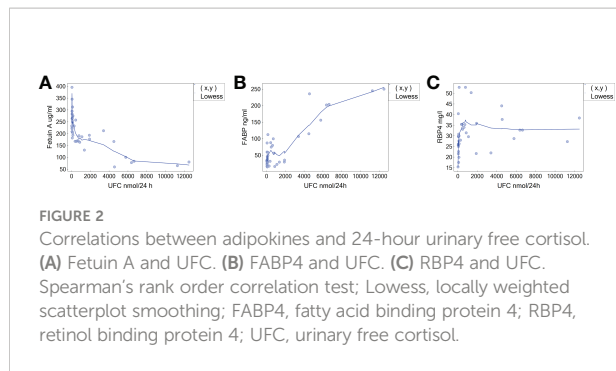 A
B
C
(x,y)
Lowess
(x,y)
Lowess
(x,y)
Lowess
Fetuin A ug/ml
400
350
300
250
200
150
100
50
0 2000 4000 6000 8000 10000 12000
UFC nmol/24 h
FABP ng/ml
250
200
150
100
50
0 2000 4000 6000 8000 10000 12000
UFC nmol/24h
RBP4 mg/l
50
45
40
35
30
25
20
15
0 2000 4000 6000 8000 10000 12000
UFC nmol/24h
FIGURE 2
Correlations between adipokines and 24-hour urinary free cortisol.
(A) Fetuin A and UFC. (B) FABP4 and UFC. (C) RBP4 and UFC.
Spearman's rank order correlation test; Lowess, locally weighted
scatterplot smoothing; FABP4, fatty acid binding protein 4; RBP4,
retinol binding protein 4; UFC, urinary free cortisol.